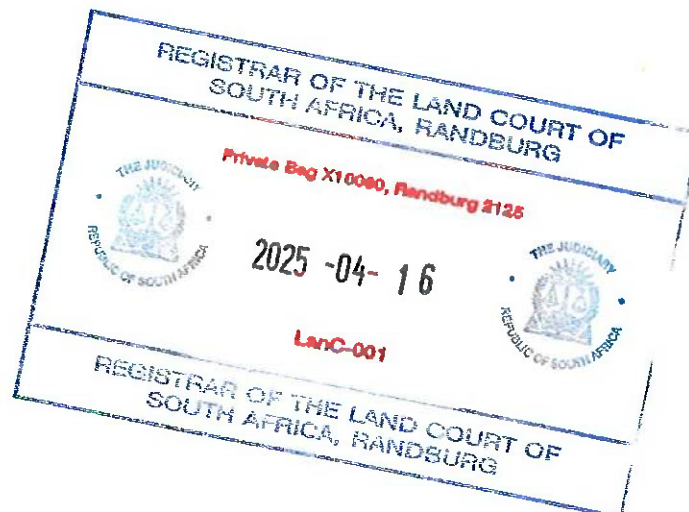 REGISTRAR OF THE LAND COURT OF
SOUTH AFRICA, RANDBURG
Private Bag X10060, Randburg 2125
THE JUDICIARY
REPUBLIC OF SOUTH AFRICA
2025 -04- 16
THE JUDICIARY
REPUBLIC OF SOUTH AFRICA
LanC-001
REGISTRAR OF THE LAND COURT OF
SOUTH AFRICA, RANDBURG